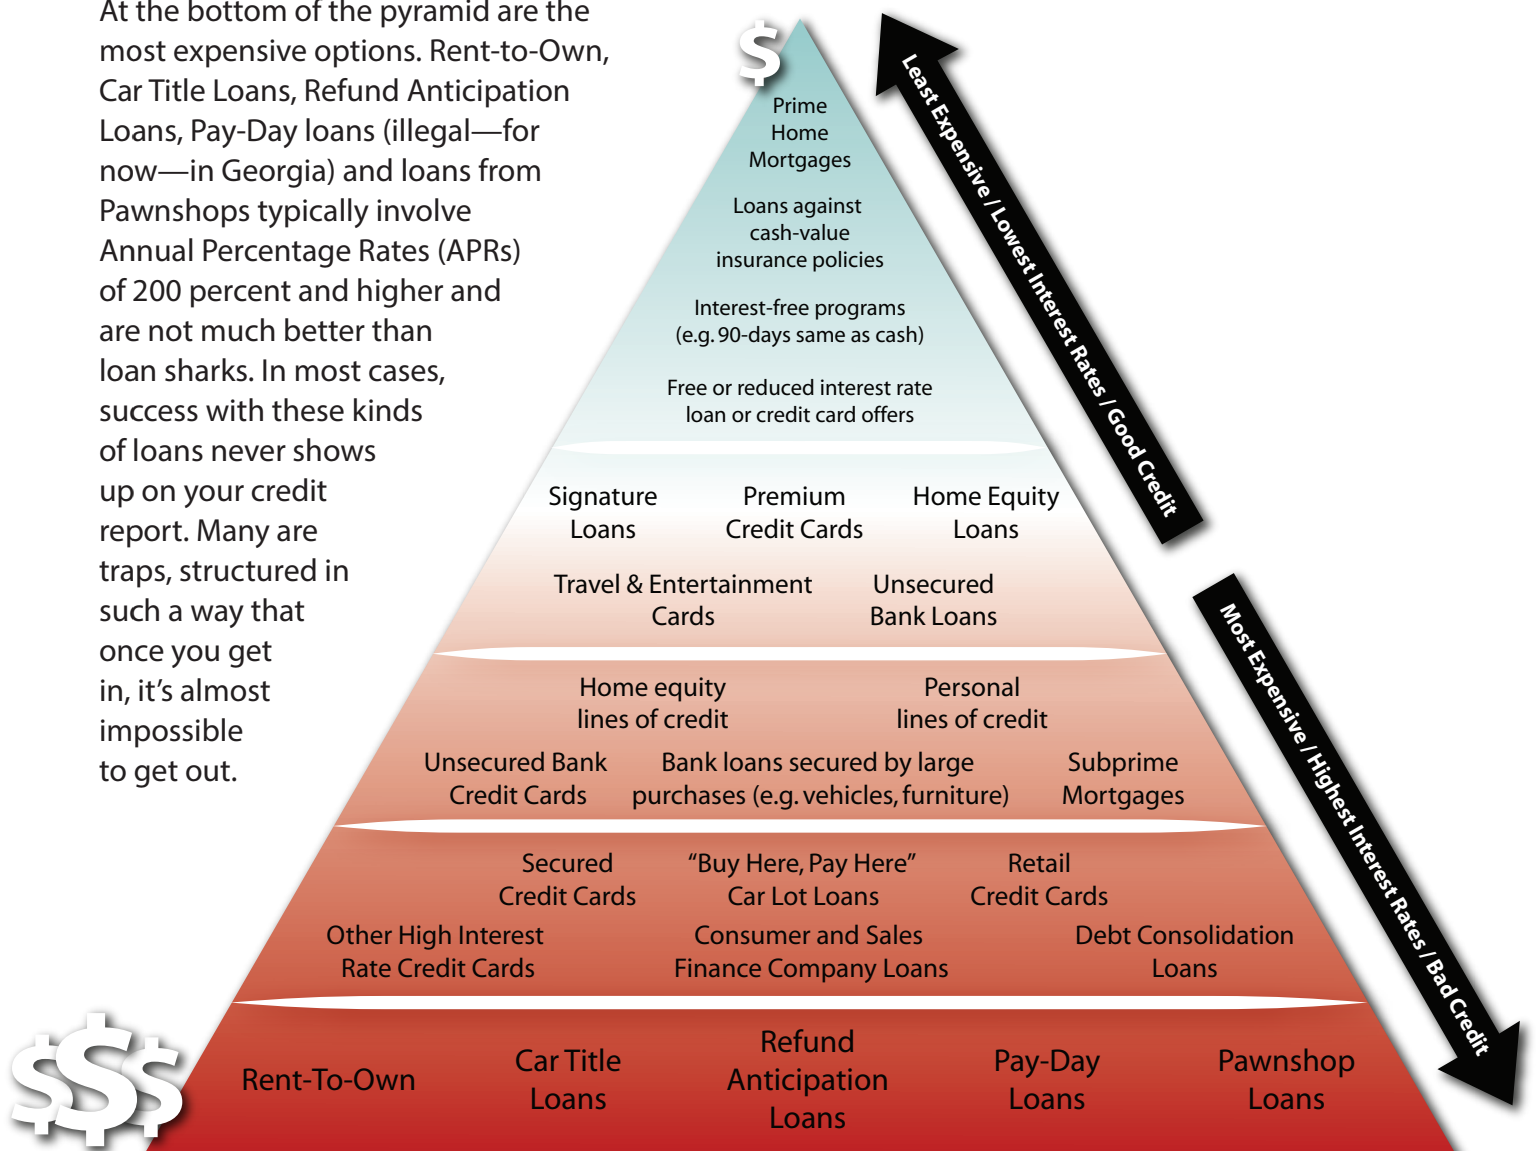 At the bottom of the pyramid are the
most expensive options. Rent-to-Own,
Car Title Loans, Refund Anticipation
Loans, Pay-Day loans (illegal—for
now—in Georgia) and loans from
Pawnshops typically involve
Annual Percentage Rates (APRs)
of 200 percent and higher and
are not much better than
loan sharks. In most cases,
success with these kinds
of loans never shows
up on your credit
report. Many are
traps, structured in
such a way that
once you get
in, it’s almost
impossible
to get out.
$
Prime
Home
Mortgages
Loans against
cash-value
insurance policies
Interest-free programs
(e.g. 90-days same as cash)
Free or reduced interest rate
loan or credit card offers
Signature
Loans
Premium
Credit Cards
Home Equity
Loans
Travel & Entertainment
Cards
Unsecured
Bank Loans
Home equity
lines of credit
Personal
lines of credit
Unsecured Bank
Credit Cards
Bank loans secured by large
purchases (e.g. vehicles, furniture)
Subprime
Mortgages
Secured
Credit Cards
“Buy Here, Pay Here”
Car Lot Loans
Retail
Credit Cards
Other High Interest
Rate Credit Cards
Consumer and Sales
Finance Company Loans
Debt Consolidation
Loans
$$$
Rent-To-Own
Car Title
Loans
Refund
Anticipation
Loans
Pay-Day
Loans
Pawnshop
Loans
Least Expensive / Lowest Interest Rates / Good Credit
Most Expensive / Highest Interest Rates / Bad Credit